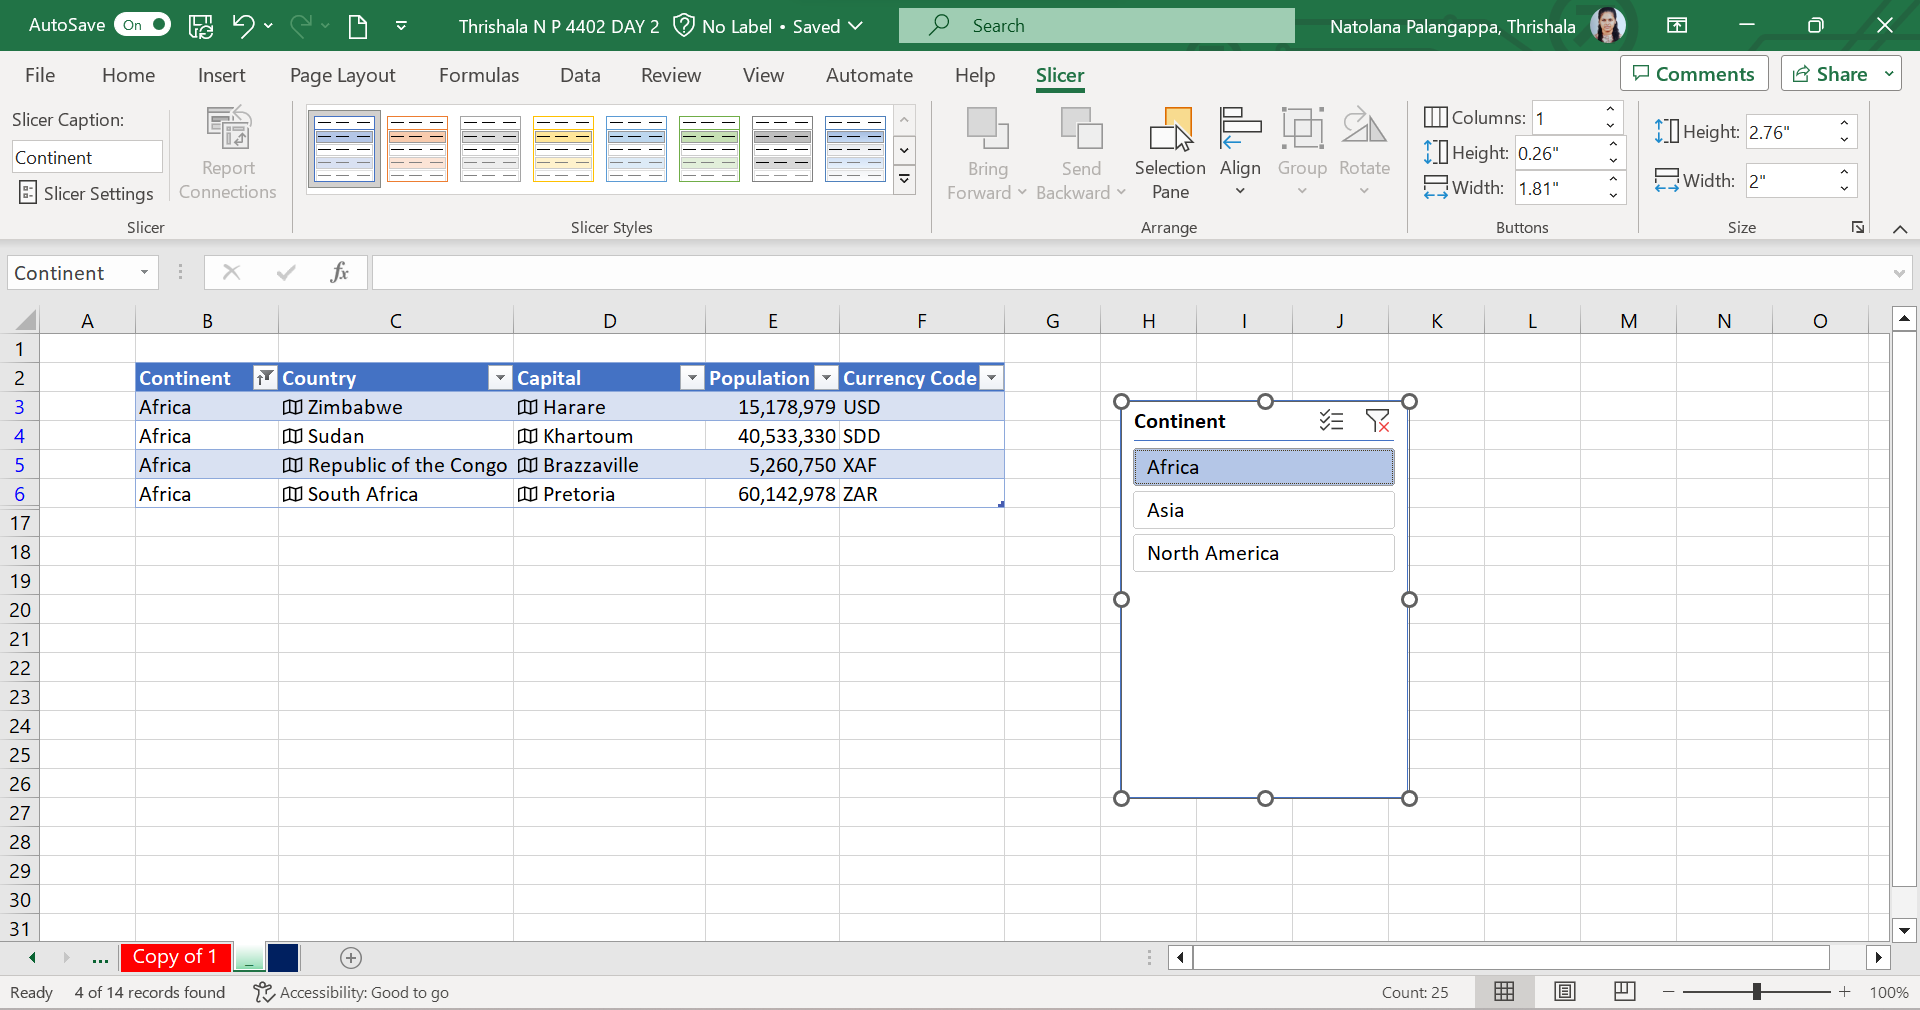 AutoSave On Thrishala N P 4402 DAY 2 No Label • Saved Search Natolana Palangappa, Thrishala
File Home Insert Page Layout Formulas Data Review View Automate Help Slicer Comments Share
Slicer Caption:
Continent
Slicer Settings
Report
Connections
Slicer
Slicer Styles
Bring
Forward
Send
Backward
Selection
Pane
Align
Group
Rotate
Arrange
Columns: 1
Height: 0.26"
Width: 1.81"
Buttons
Height: 2.76"
Width: 2"
Size
Continent fx
A B C D E F G H I J K L M N O
1
2 Continent Country Capital Population Currency Code
3 Africa Zimbabwe Harare 15,178,979 USD
4 Africa Sudan Khartoum 40,533,330 SDD
5 Africa Republic of the Congo Brazzaville 5,260,750 XAF
6 Africa South Africa Pretoria 60,142,978 ZAR
17
18
19
20
21
22
23
24
25
26
27
28
29
30
31
Continent
Africa
Asia
North America
... Copy of 1 _
Ready 4 of 14 records found Accessibility: Good to go Count: 25 100%